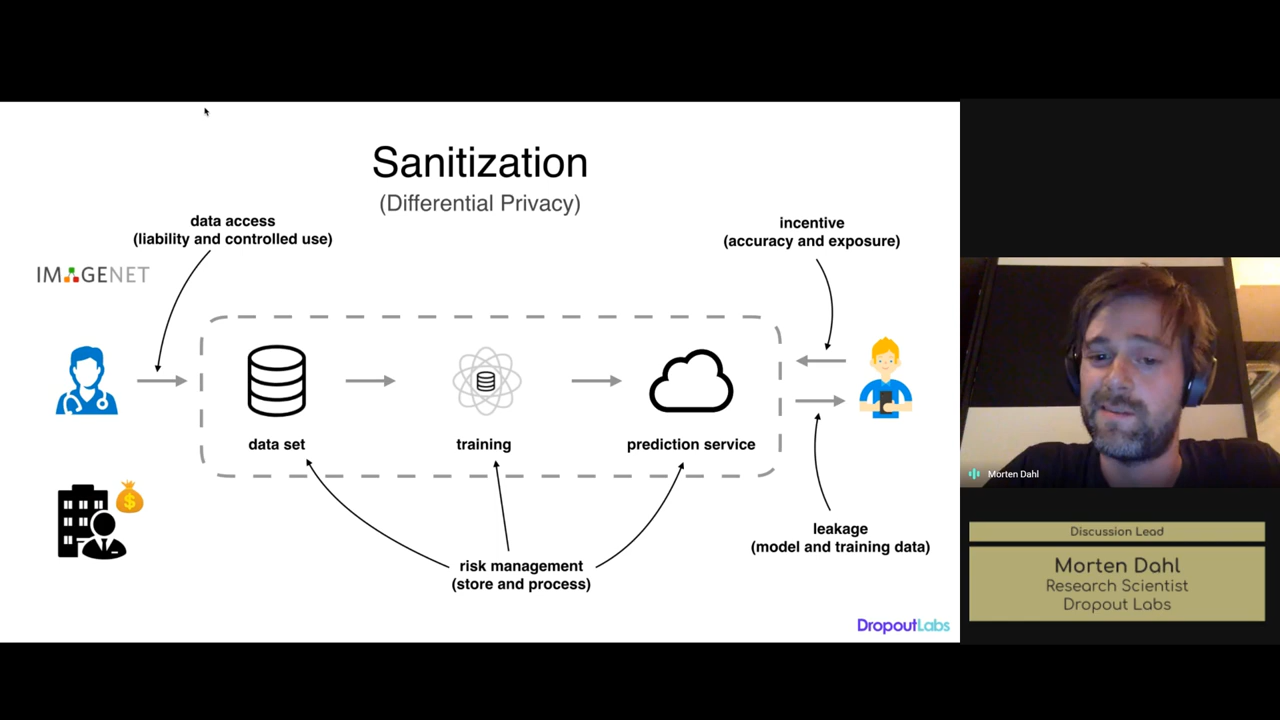 Sanitization
(Differential Privacy)
data access
(liability and controlled use)
incentive
(accuracy and exposure)
IMAGENET
data set
training
prediction service
$
leakage
(model and training data)
risk management
(store and process)
DropoutLabs
Morten Dahl
Discussion Lead
Morten Dahl
Research Scientist
Dropout Labs